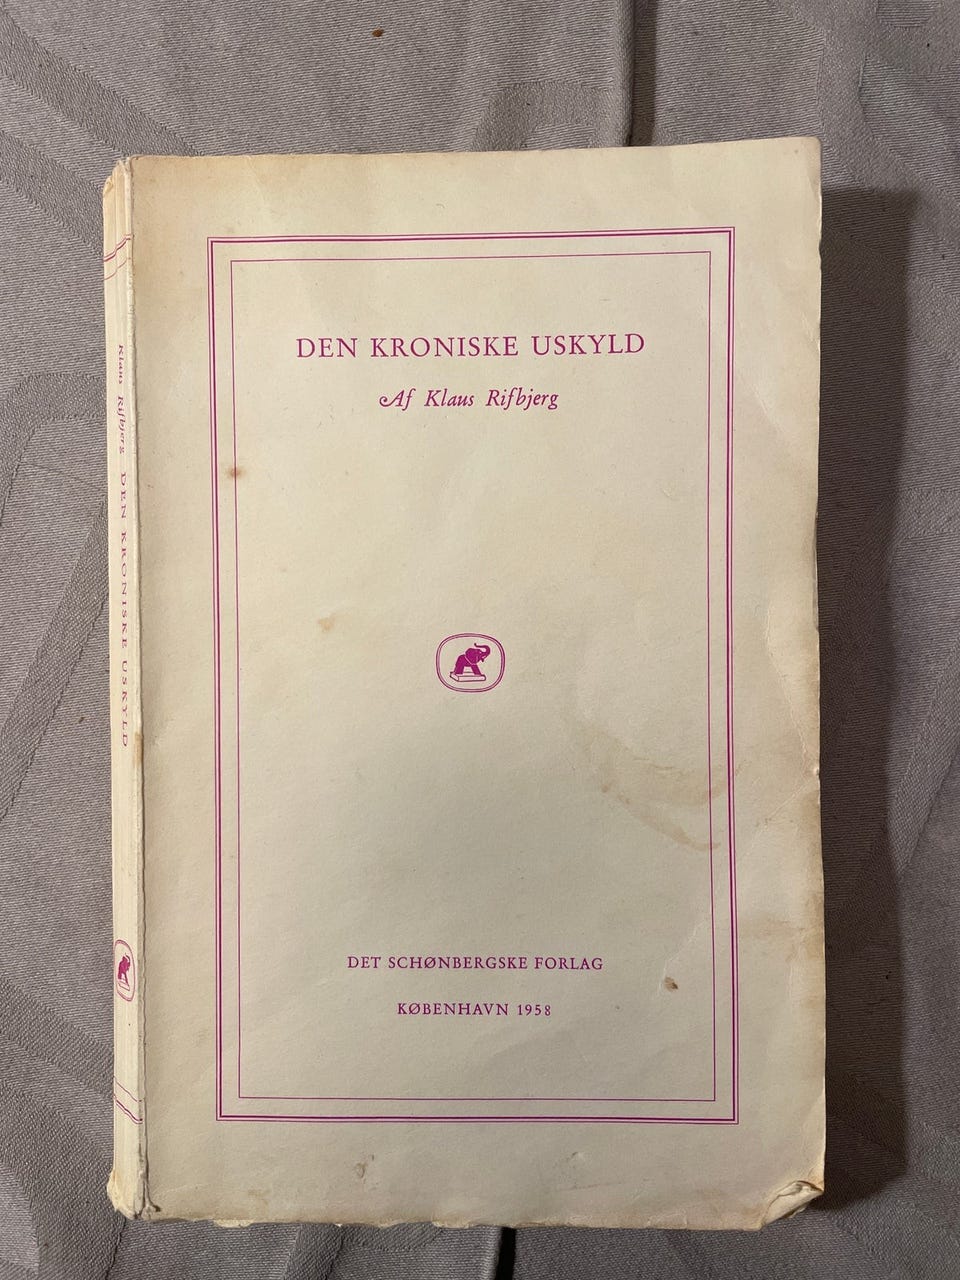 DEN KRONISKE USKYLD
Af Klaus Rifbjerg
DET SCHØNBERGSKE FORLAG
KØBENHAVN 1958
Klaus Rifbjerg DEN KRONISKE USKYLD